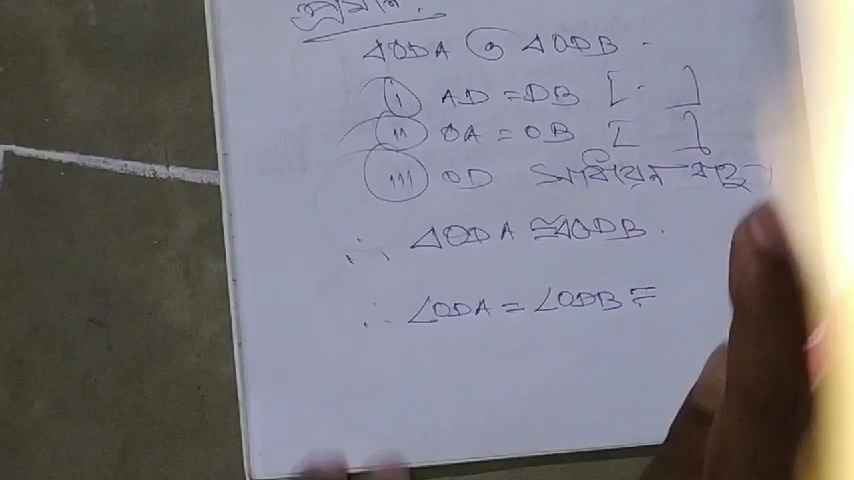 প্রমাণ :
△ODA ও △ODB -
(i) AD = DB [ - ]
(ii) OA = OB [ ]
(iii) OD সাধারণ বাহু।
∴ △ODA ≅ △ODB .
∴ ∠ODA = ∠ODB =